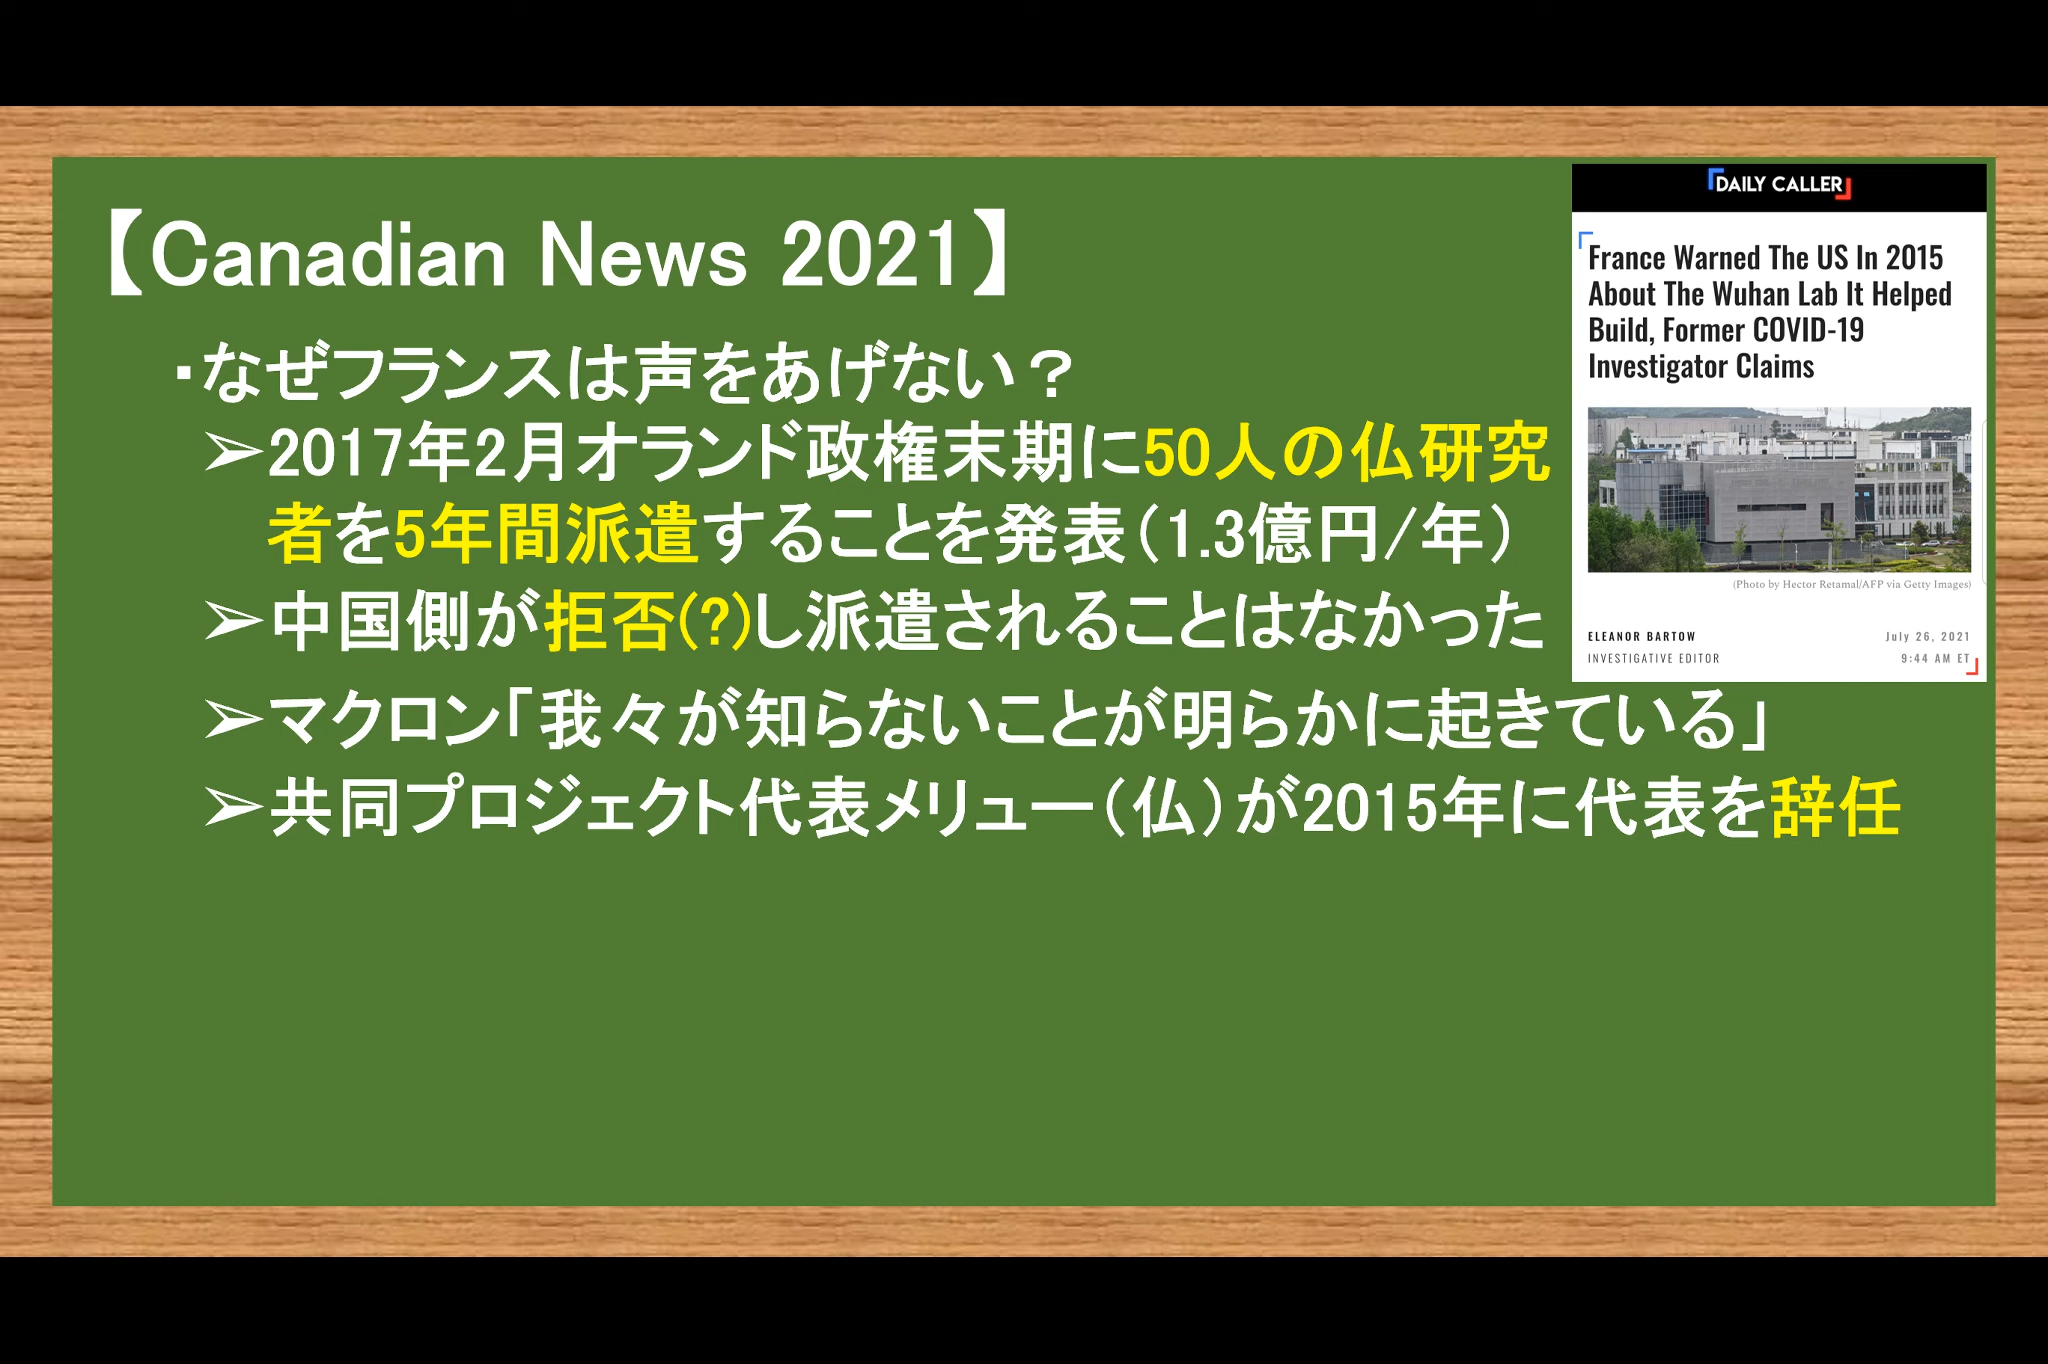 【Canadian News 2021】
・なぜフランスは声をあげない？
➢2017年2月オランド政権末期に50人の仏研究
者を5年間派遣することを発表（1.3億円/年）
➢中国側が拒否(?)し派遣されることはなかった
➢マクロン「我々が知らないことが明らかに起きている」
➢共同プロジェクト代表メリュー（仏）が2015年に代表を辞任
DAILY CALLER
France Warned The US In 2015
About The Wuhan Lab It Helped
Build, Former COVID-19
Investigator Claims
(Photo by Hector Retamal/AFP via Getty Images)
ELEANOR BARTOW
INVESTIGATIVE EDITOR
July 26, 2021
9:44 AM ET